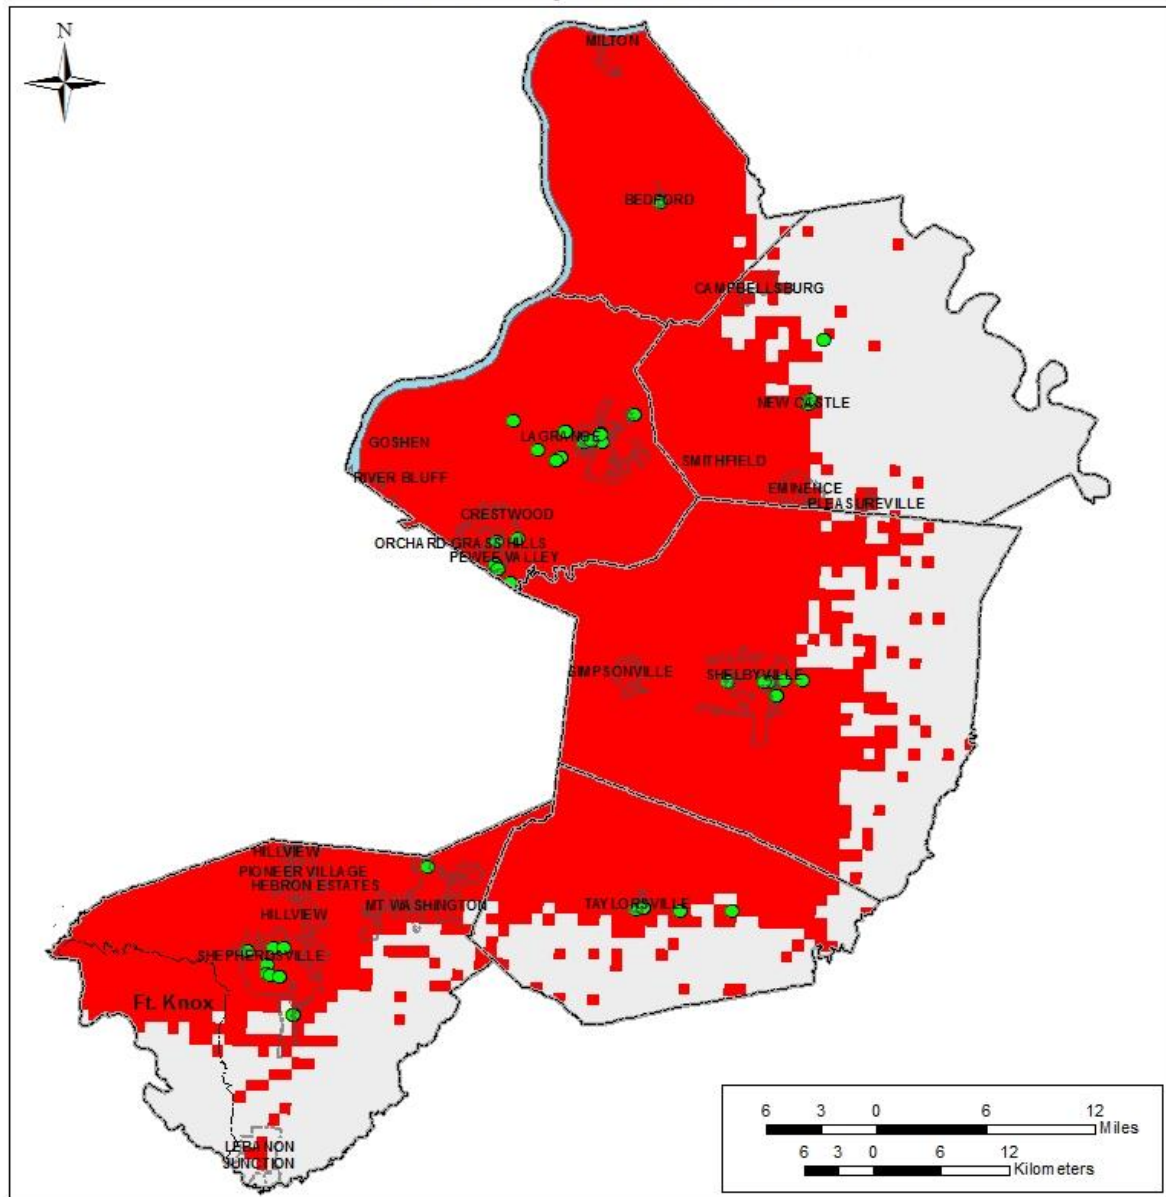 N
MILTON
BEDFORD
CAMPBELLSBURG
NEW CASTLE
LAGRANGE
GOSHEN
SMITHFIELD
RIVER BLUFF
EMINENCE
PLEASUREVILLE
CRESTWOOD
ORCHARD GRASS HILLS
PEWEE VALLEY
SIMPSONVILLE
SHELBYVILLE
HILLVIEW
PIONEER VILLAGE
HEBRON ESTATES
MT WASHINGTON
TAYLORSVILLE
HILLVIEW
SHEPHERDSVILLE
Ft. Knox
LEBANON
JUNCTION
6 3 0 6 12
Miles
6 3 0 6 12
Kilometers